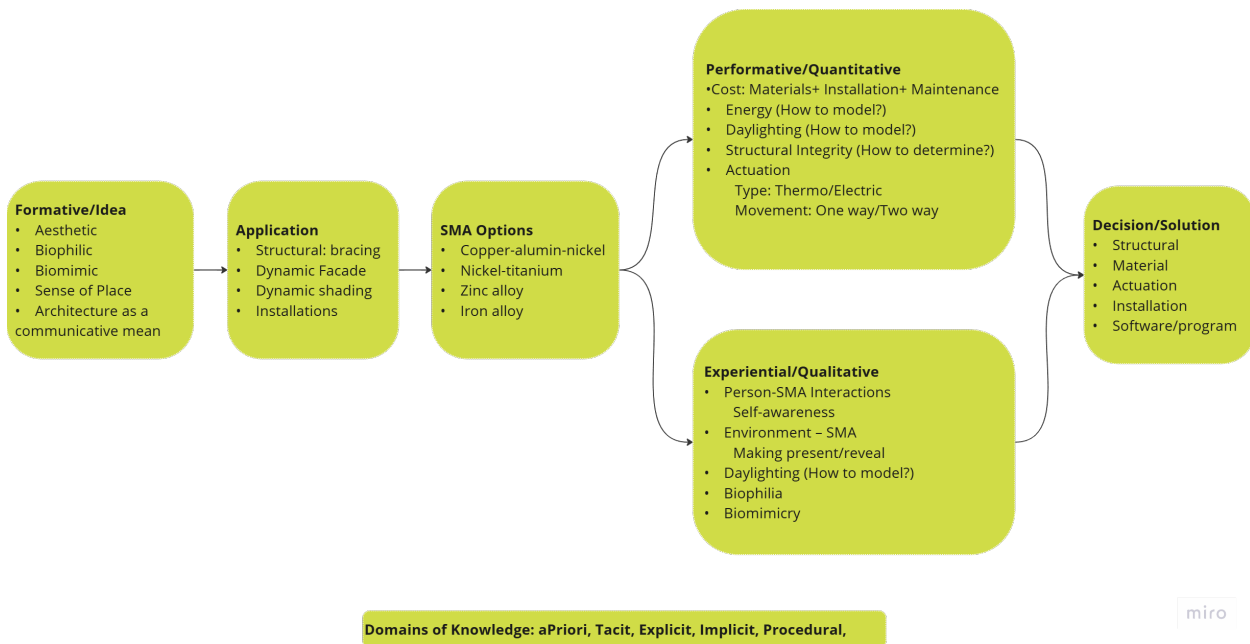 Formative/Idea
• Aesthetic
• Biophilic
• Biomimic
• Sense of Place
• Architecture as a
communicative mean
Application
• Structural: bracing
• Dynamic Facade
• Dynamic shading
• Installations
SMA Options
• Copper-alumin-nickel
• Nickel-titanium
• Zinc alloy
• Iron alloy
Performative/Quantitative
•Cost: Materials+ Installation+ Maintenance
• Energy (How to model?)
• Daylighting (How to model?)
• Structural Integrity (How to determine?)
• Actuation
Type: Thermo/Electric
Movement: One way/Two way
Experiential/Qualitative
• Person-SMA Interactions
Self-awareness
• Environment – SMA
Making present/reveal
• Daylighting (How to model?)
• Biophilia
• Biomimicry
Decision/Solution
• Structural
• Material
• Actuation
• Installation
• Software/program
Domains of Knowledge: aPriori, Tacit, Explicit, Implicit, Procedural,
miro